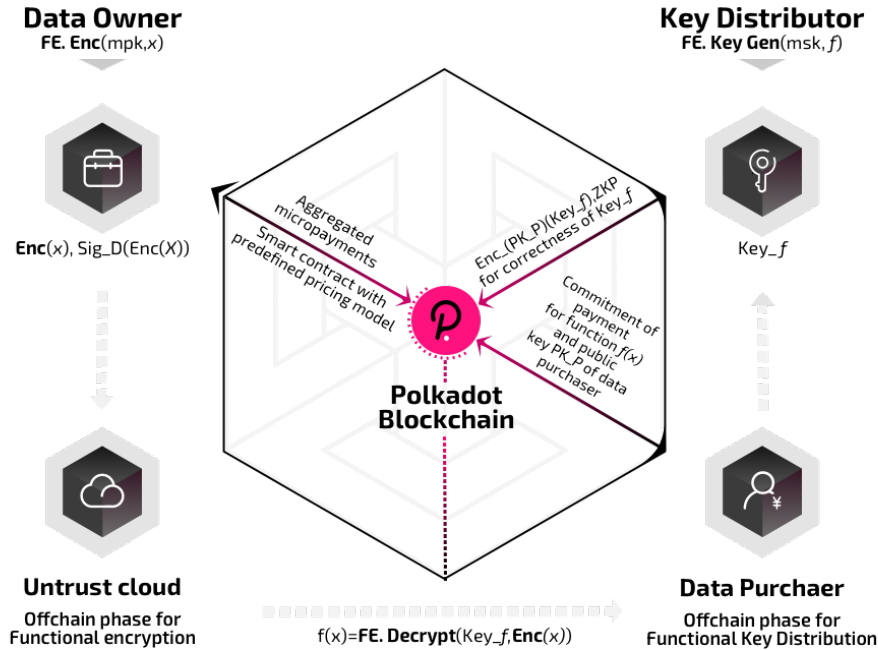 Data Owner
FE. Enc(mpk,x)
Key Distributor
FE. Key Gen(msk, f)
Enc(x), Sig_D(Enc(X))
Key_f
Aggregated
micropayments
Smart contract with
predefined pricing model
Enc_(PK_P)(Key_f),ZKP
for correctness of Key_f
Commitment of
payment
for function f(x)
and public
key PK_P of data
purchaser
Polkadot
Blockchain
Untrust cloud
Offchain phase for
Functional encryption
f(x)=FE. Decrypt(Key_f,Enc(x))
Data Purchaer
Offchain phase for
Functional Key Distribution
¥